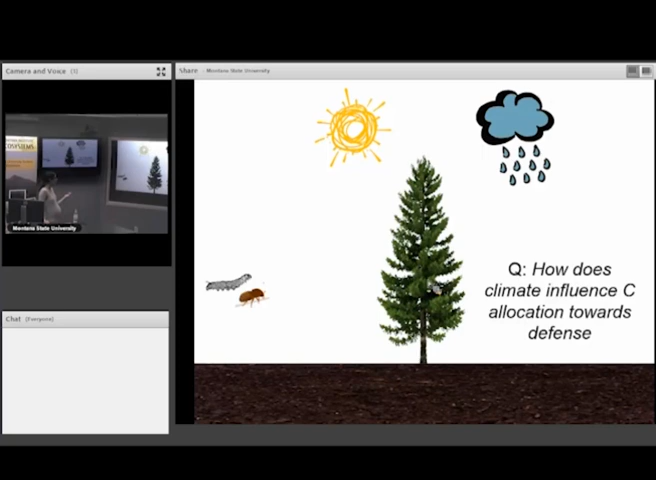 Camera and Voice (3)
Share - Montana State University
ECOSYSTEMS
Montana State University
Chat (Everyone)
Q: How does
climate influence C
allocation towards
defense